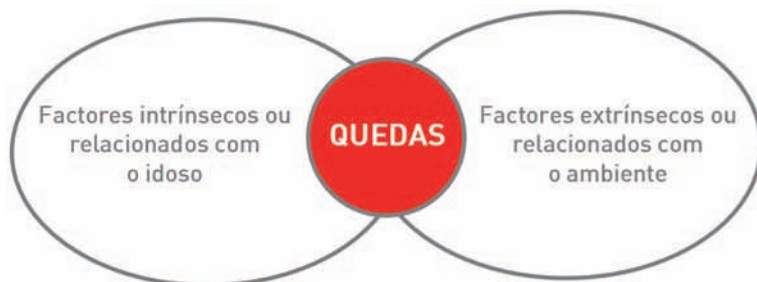 Factores intrínsecos ou
relacionados com
o idoso
QUEDAS
Factores extrínsecos ou
relacionados com
o ambiente